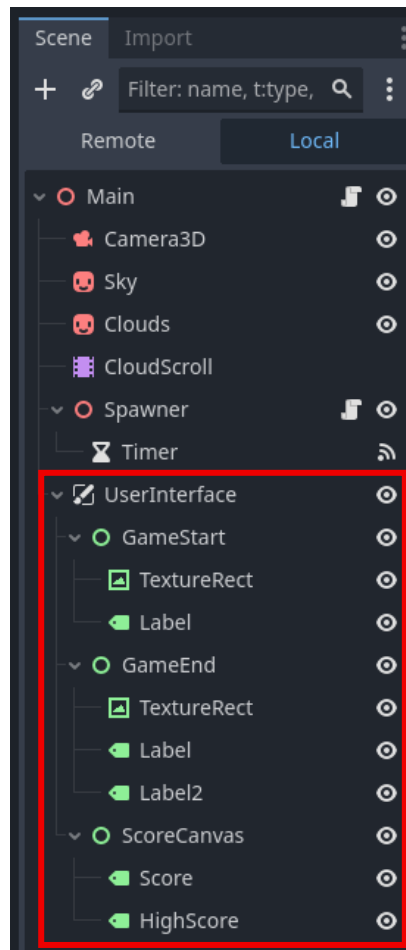 Scene Import
Filter: name, t:type,
Remote Local
Main
Camera3D
Sky
Clouds
CloudScroll
Spawner
Timer
UserInterface
GameStart
TextureRect
Label
GameEnd
TextureRect
Label
Label2
ScoreCanvas
Score
HighScore